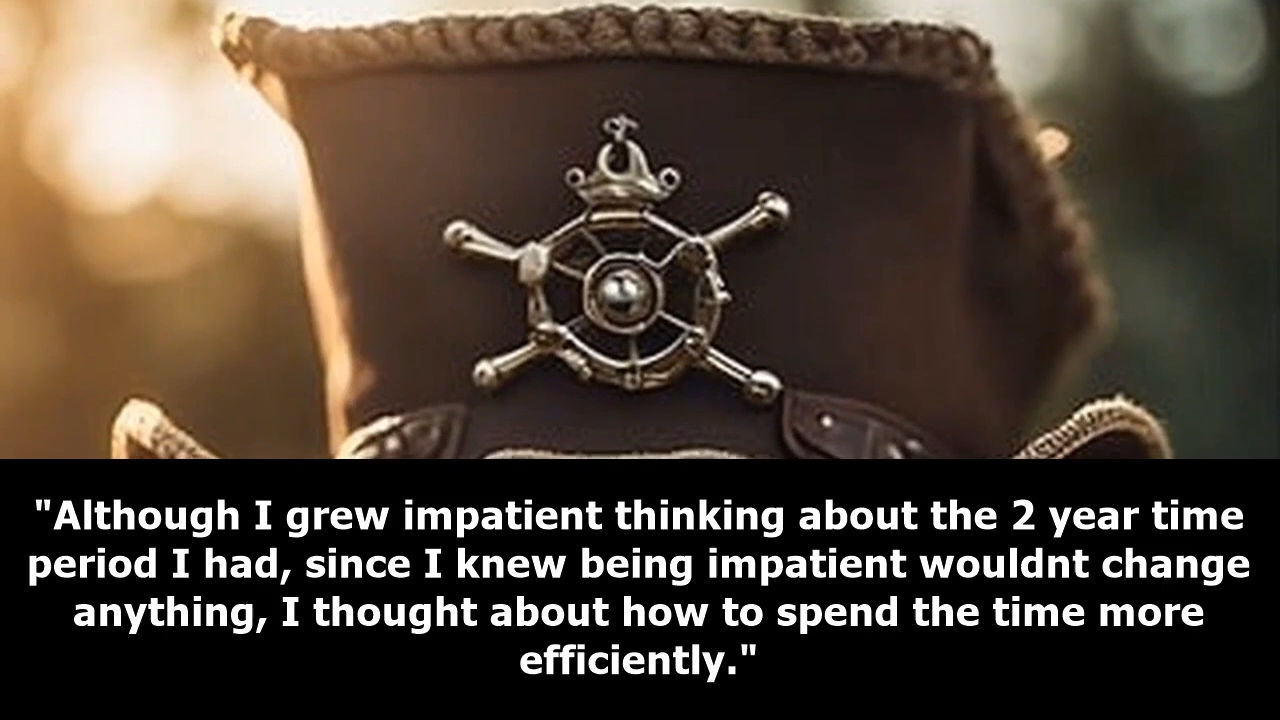 "Although I grew impatient thinking about the 2 year time
period I had, since I knew being impatient wouldnt change
anything, I thought about how to spend the time more
efficiently."